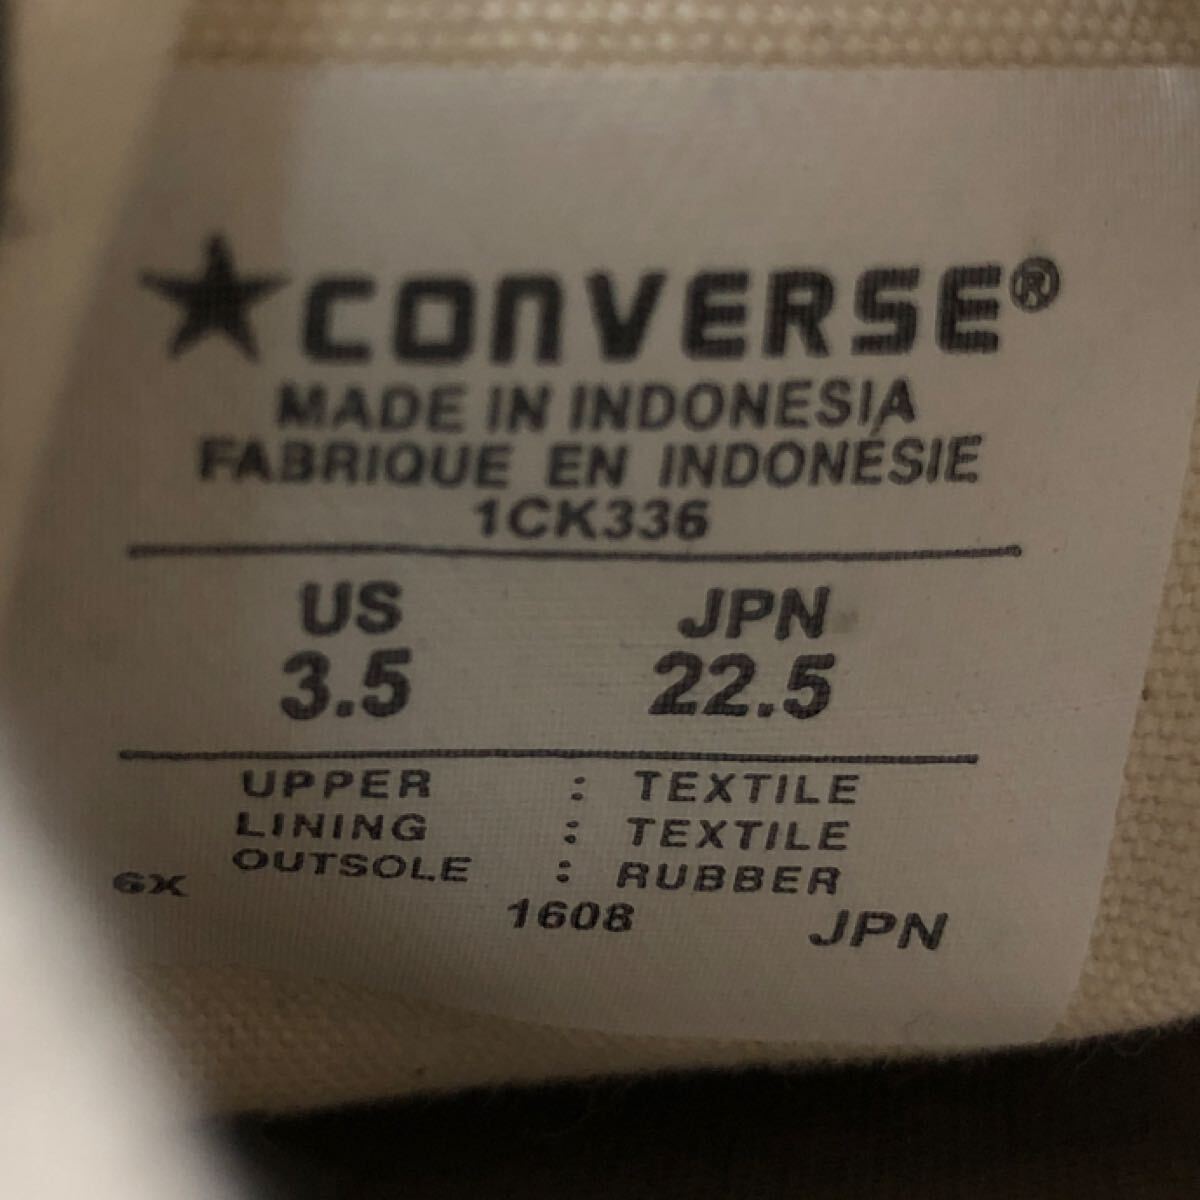 ★CONVERSE®
MADE IN INDONESIA
FABRIQUE EN INDONÉSIE
1CK336
US JPN
3.5 22.5
UPPER : TEXTILE
LINING : TEXTILE
OUTSOLE : RUBBER
6X 1608 JPN